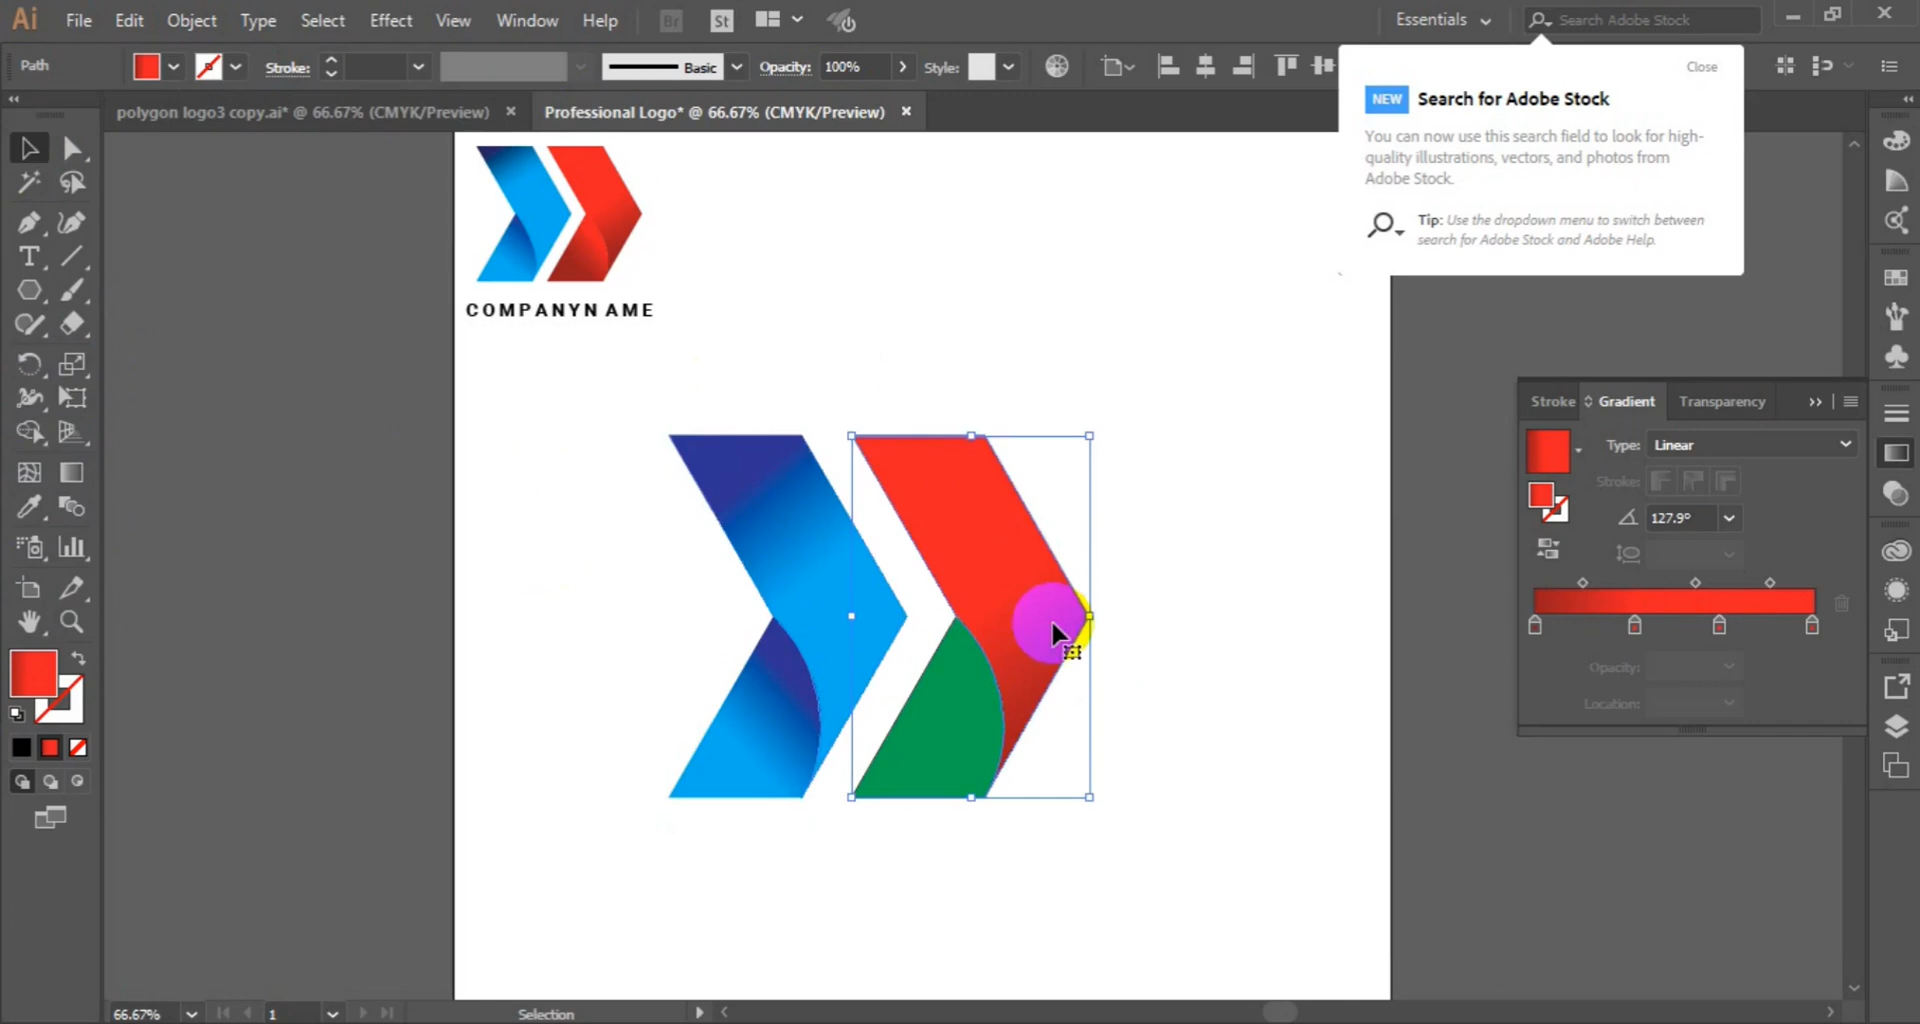 Ai File Edit Object Type Select Effect View Window Help Br St Essentials Search Adobe Stock
Path Stroke: Basic Opacity: 100% Style:
polygon logo3 copy.ai* @ 66.67% (CMYK/Preview) Professional Logo* @ 66.67% (CMYK/Preview)
Close
NEW Search for Adobe Stock
You can now use this search field to look for high-
quality illustrations, vectors, and photos from
Adobe Stock.
Tip: Use the dropdown menu to switch between
search for Adobe Stock and Adobe Help.
COMPANYN AME
Stroke Gradient Transparency
Type: Linear
Stroke:
127.9°
Opacity:
Location:
66.67% 1 Selection